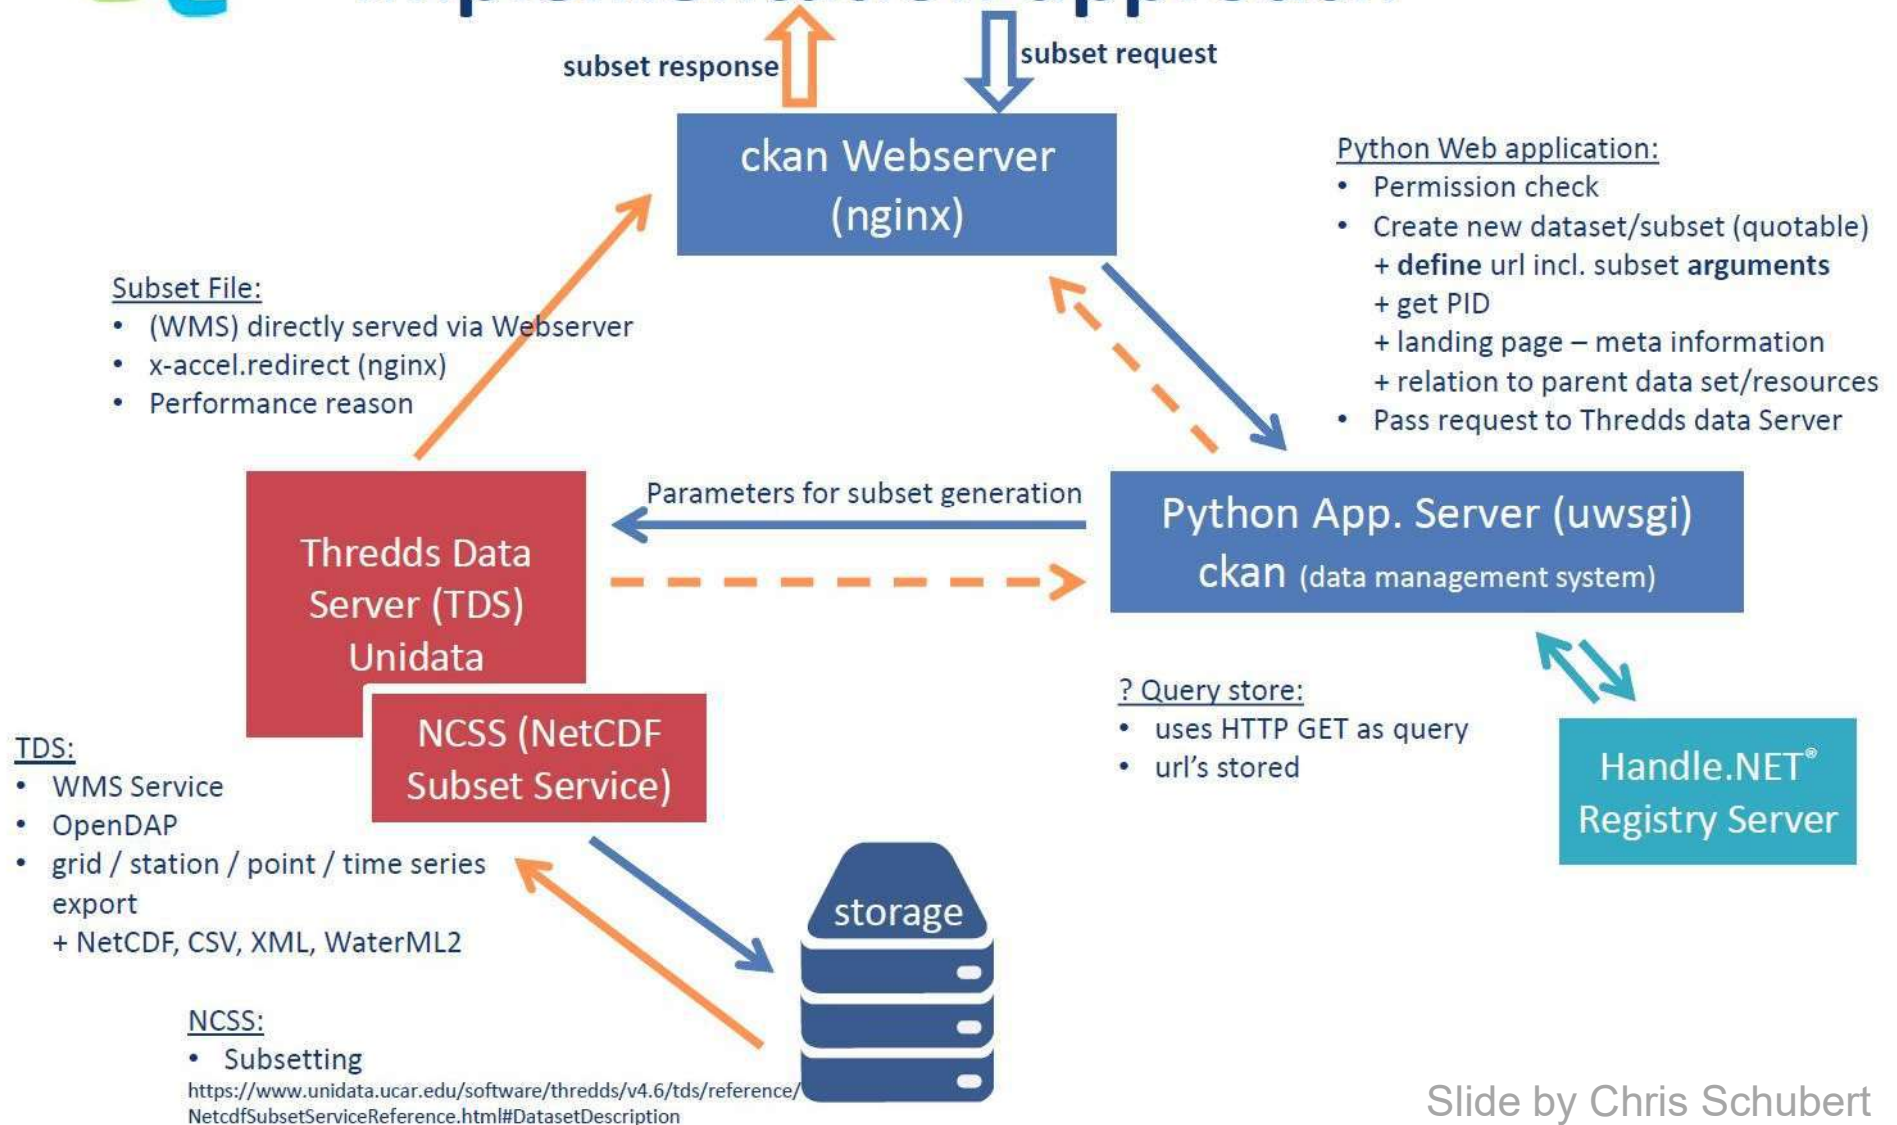 subset response
subset request
ckan Webserver
(nginx)
Python Web application:
• Permission check
• Create new dataset/subset (quotable)
+ define url incl. subset arguments
+ get PID
+ landing page – meta information
+ relation to parent data set/resources
• Pass request to Thredds data Server
Subset File:
• (WMS) directly served via Webserver
• x-accel.redirect (nginx)
• Performance reason
Parameters for subset generation
Python App. Server (uwsgi)
ckan (data management system)
Thredds Data
Server (TDS)
Unidata
NCSS (NetCDF
Subset Service)
? Query store:
• uses HTTP GET as query
• url's stored
Handle.NET®
Registry Server
TDS:
• WMS Service
• OpenDAP
• grid / station / point / time series
export
+ NetCDF, CSV, XML, WaterML2
storage
NCSS:
• Subsetting
https://www.unidata.ucar.edu/software/thredds/v4.6/tds/reference/
NetcdfSubsetServiceReference.html#DatasetDescription
Slide by Chris Schubert